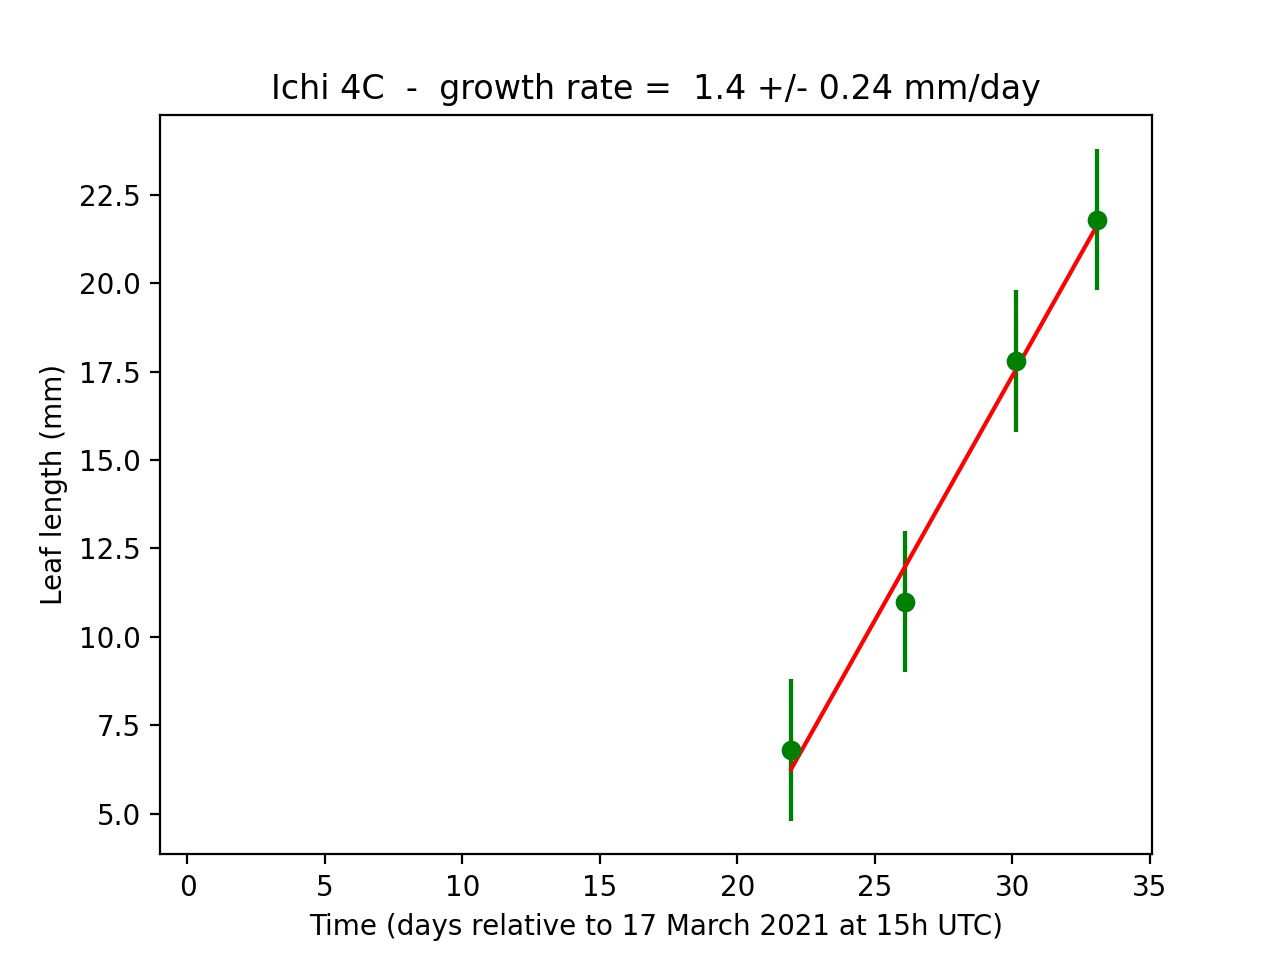 Ichi 4C  -  growth rate =  1.4 +/- 0.24 mm/day
22.5
20.0
17.5
15.0
12.5
10.0
7.5
5.0
Leaf length (mm)
0 5 10 15 20 25 30 35
Time (days relative to 17 March 2021 at 15h UTC)